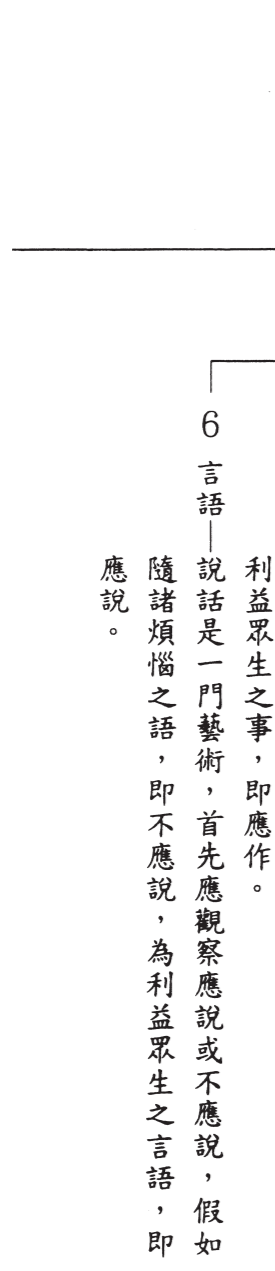 利益眾生之事，即應作。
6 言語—說話是一門藝術，首先應觀察應說或不應說，假如
隨諸煩惱之語，即不應說，為利益眾生之言語，即
應說。